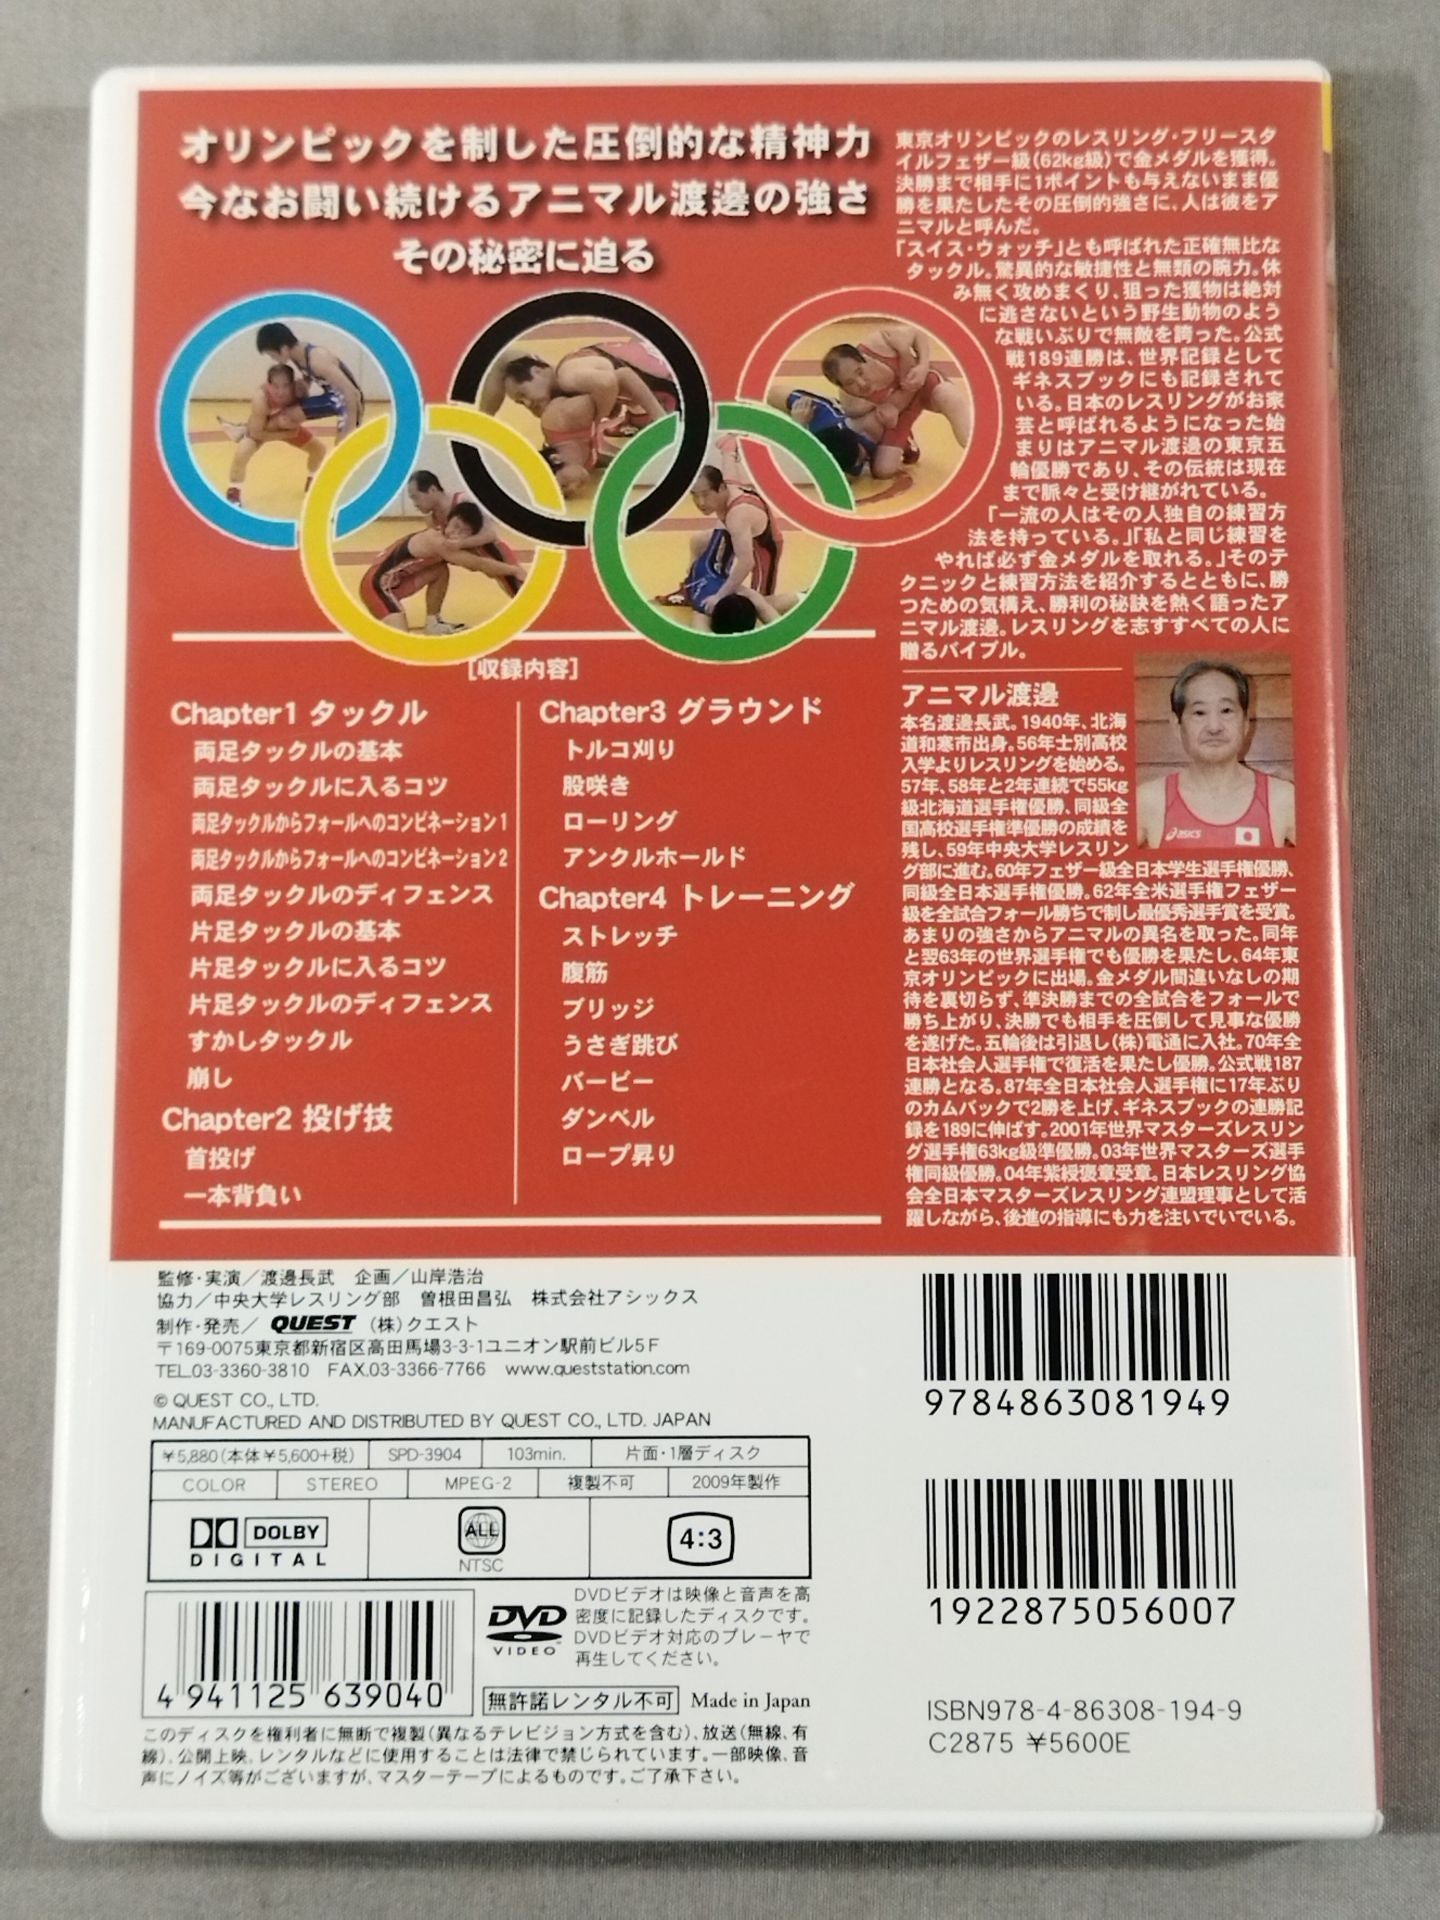 オリンピックを制した圧倒的な精神力
今なお闘い続けるアニマル渡邊の強さ
その秘密に迫る
東京オリンピックのレスリング・フリースタ
イルフェザー級(62kg級)で金メダルを獲得。
決勝まで相手に1ポイントも与えないまま優
勝を果たしたその圧倒的強さに、人は彼をア
ニマルと呼んだ。
「スイス・ウォッチ」とも呼ばれた正確無比な
タックル。驚異的な敏捷性と無類の腕力。休
み無く攻めまくり、狙った獲物は絶対
に逃さないという野生動物のよう
な戦いぶりで無敵を誇った。公式
戦189連勝は、世界記録として
ギネスブックにも記録されて
いる。日本のレスリングがお家
芸と呼ばれるようになった始
まりはアニマル渡邊の東京五
輪優勝であり、その伝統は現在
まで脈々と受け継がれている。
「一流の人はその人独自の練習方
法を持っている。」「私と同じ練習を
やれば必ず金メダルを取れる。」そのテ
クニックと練習方法を紹介するとともに、勝
つための気構え、勝利の秘訣を熱く語ったア
ニマル渡邊。レスリングを志すすべての人に
贈るバイブル。
[収録内容]
Chapter1 タックル
両足タックルの基本
両足タックルに入るコツ
両足タックルからフォールへのコンビネーション1
両足タックルからフォールへのコンビネーション2
両足タックルのディフェンス
片足タックルの基本
片足タックルに入るコツ
片足タックルのディフェンス
すかしタックル
崩し
Chapter2 投げ技
首投げ
一本背負い
Chapter3 グラウンド
トルコ刈り
股咲き
ローリング
アンクルホールド
Chapter4 トレーニング
ストレッチ
腹筋
ブリッジ
うさぎ跳び
バービー
ダンベル
ロープ昇り
アニマル渡邊
本名渡邊長武。1940年、北海
道和寒市出身。56年士別高校
入学よりレスリングを始める。
57年、58年と2年連続で55kg
級北海道選手権優勝、同級全
国高校選手権準優勝の成績を
残し、59年中央大学レスリン
グ部に進む。60年フェザー級全日本学生選手権優勝、
同級全日本選手権優勝。62年全米選手権フェザー
級を全試合フォール勝ちで制し最優秀選手賞を受賞。
あまりの強さからアニマルの異名を取った。同年
と翌63年の世界選手権でも優勝を果たし、64年東
京オリンピックに出場。金メダル間違いなしの期
待を裏切らず、準決勝までの全試合をフォールで
勝ち上がり、決勝でも相手を圧倒して見事な優勝
を遂げた。五輪後は引退し(株)電通に入社。70年全
日本社会人選手権で復活を果たし優勝。公式戦187
連勝となる。87年全日本社会人選手権に17年ぶり
のカムバックで2勝を上げ、ギネスブックの連勝記
録を189に伸ばす。2001年世界マスターズレスリン
グ選手権63kg級準優勝。03年世界マスターズ選手
権同級優勝。04年紫綬褒章受章。日本レスリング協
会全日本マスターズレスリング連盟理事として活
躍しながら、後進の指導にも力を注いでいでいる。
asics
監修・実演/渡邊長武 企画/山岸浩治
協力/中央大学レスリング部 曽根田昌弘 株式会社アシックス
制作・発売/ QUEST (株)クエスト
〒169-0075東京都新宿区高田馬場3-3-1ユニオン駅前ビル5F
TEL.03-3360-3810 FAX.03-3366-7766 www.queststation.com
© QUEST CO., LTD.
MANUFACTURED AND DISTRIBUTED BY QUEST CO., LTD. JAPAN
¥5,880(本体¥5,600+税) SPD-3904 103min. 片面・1層ディスク
COLOR STEREO MPEG-2 複製不可 2009年製作
DOLBY
DIGITAL
ALL
NTSC
4:3
4 941125 639040
DVD
VIDEO
DVDビデオは映像と音声を高
密度に記録したディスクです。
DVDビデオ対応のプレーヤで
再生してください。
無許諾レンタル不可 Made in Japan
このディスクを権利者に無断で複製(異なるテレビジョン方式を含む)、放送(無線、有
線)、公開上映、レンタルなどに使用することは法律で禁じられています。一部映像、音
声にノイズ等がございますが、マスターテープによるものです。ご了承下さい。
9784863081949
1922875056007
ISBN978-4-86308-194-9
C2875 ¥5600E